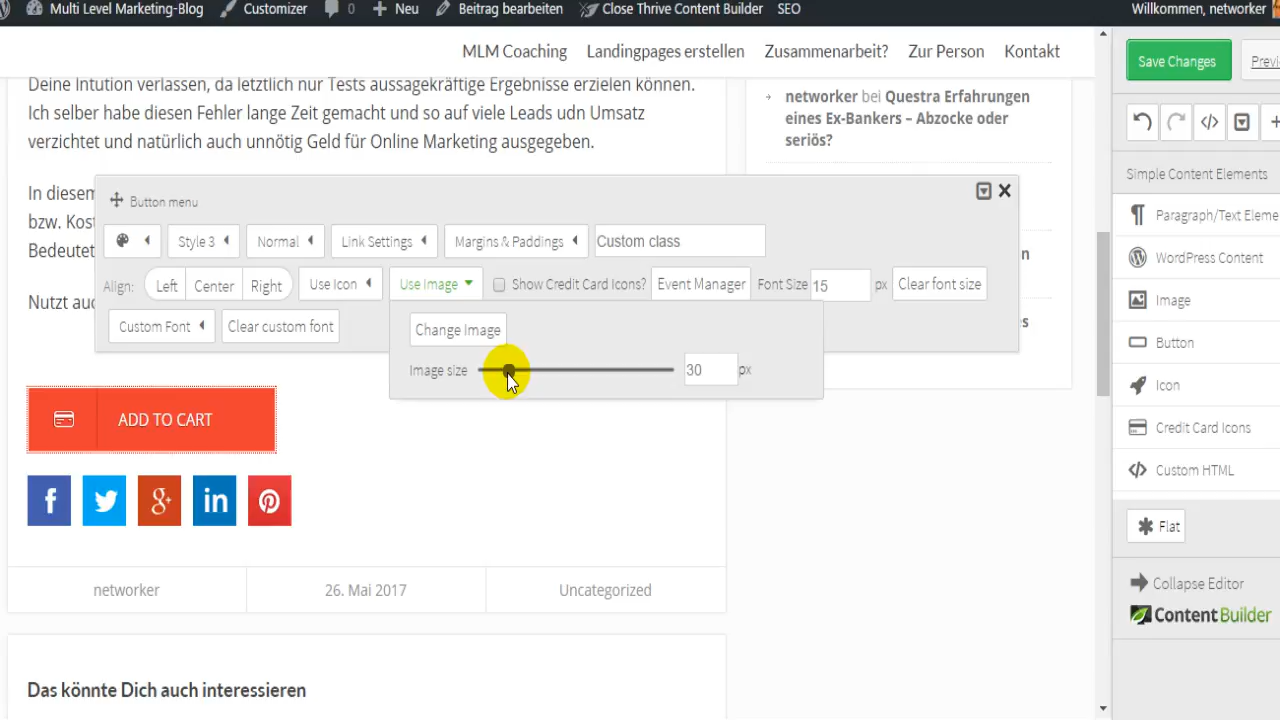 Multi Level Marketing-Blog Customizer 0 Neu Beitrag bearbeiten Close Thrive Content Builder SEO Willkommen, networker
MLM Coaching Landingpages erstellen Zusammenarbeit? Zur Person Kontakt
Save Changes
Deine Intution verlassen, da letztlich nur Tests aussagekräftige Ergebnisse erzielen können.
Ich selber habe diesen Fehler lange Zeit gemacht und so auf viele Leads udn Umsatz
verzichtet und natürlich auch unnötig Geld für Online Marketing ausgegeben.
networker bei Questra Erfahrungen
eines Ex-Bankers – Abzocke oder
seriös?
Simple Content Elements
In diesem
bzw. Kost
Bedeutet
Nutzt auc
Button menu
Style 3 Normal Link Settings Margins & Paddings Custom class
Align: Left Center Right Use Icon Use Image Show Credit Card Icons? Event Manager Font Size 15 px Clear font size
Custom Font Clear custom font
Change Image
Image size 30 px
Paragraph/Text Eleme
WordPress Content
Image
Button
Icon
Credit Card Icons
Custom HTML
Flat
Collapse Editor
Content Builder
ADD TO CART
networker 26. Mai 2017 Uncategorized
Das könnte Dich auch interessieren